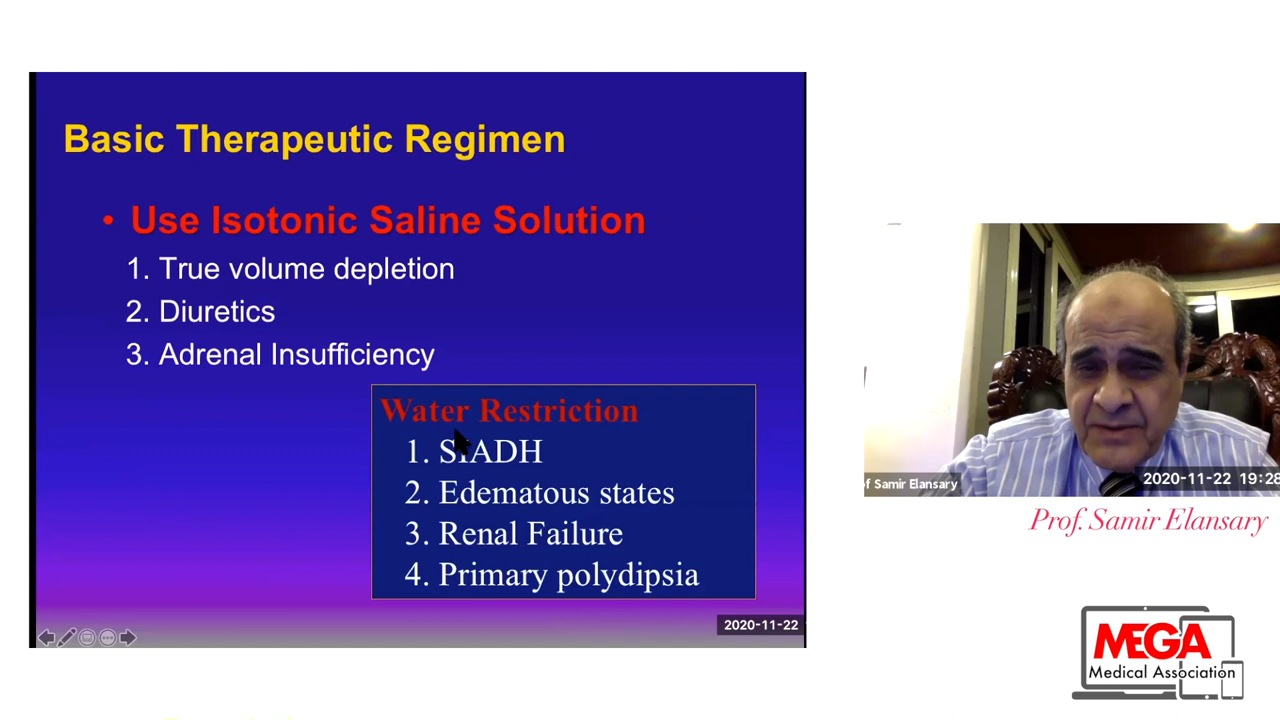 Basic Therapeutic Regimen
• Use Isotonic Saline Solution
1. True volume depletion
2. Diuretics
3. Adrenal Insufficiency
Water Restriction
1. SIADH
2. Edematous states
3. Renal Failure
4. Primary polydipsia
2020-11-22
2020-11-22 19:28
f Samir Elansary
Prof. Samir Elansary
MEGA
Medical Association